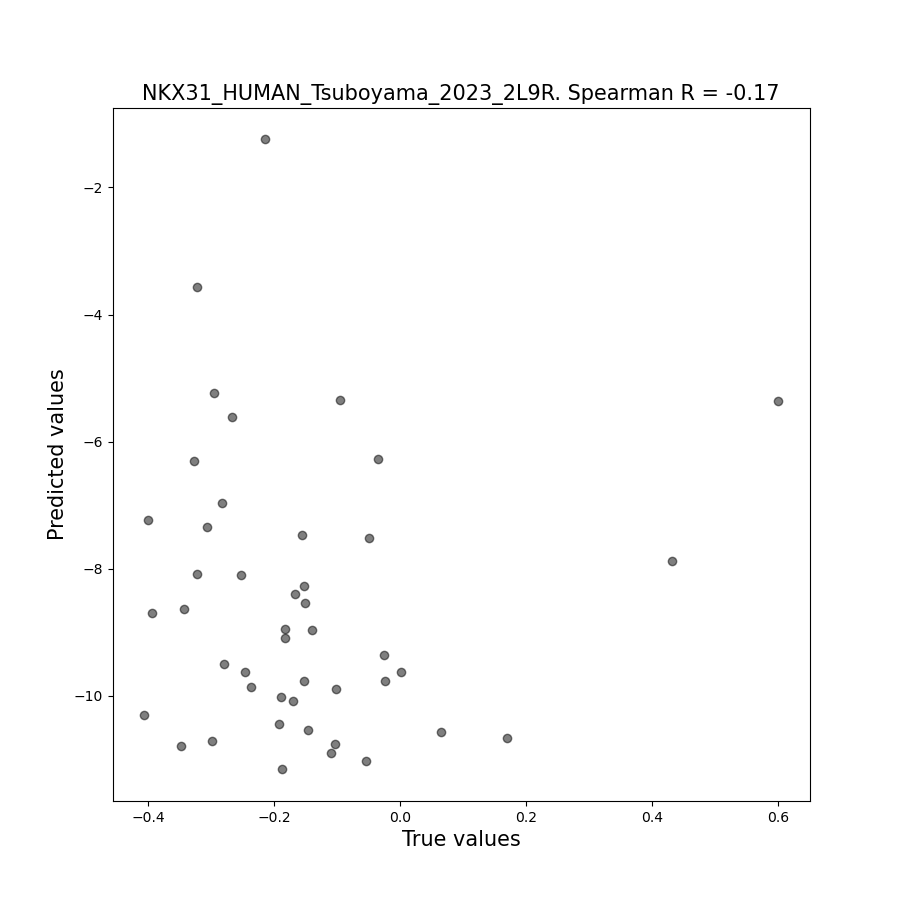 NKX31_HUMAN_Tsuboyama_2023_2L9R. Spearman R = -0.17
−2
−4
−6
−8
−10
Predicted values
−0.4 −0.2 0.0 0.2 0.4 0.6
True values